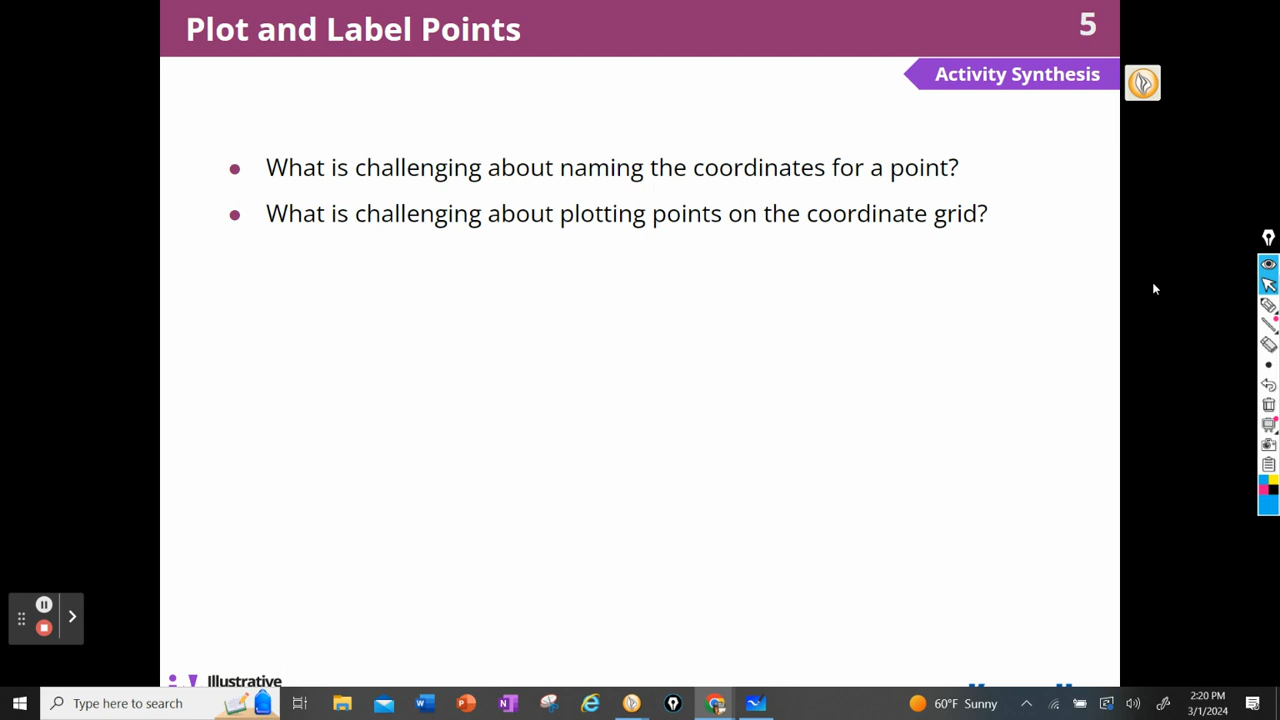 Plot and Label Points
5
Activity Synthesis
• What is challenging about naming the coordinates for a point?
• What is challenging about plotting points on the coordinate grid?
Illustrative
Type here to search
60°F Sunny
2:20 PM
3/1/2024